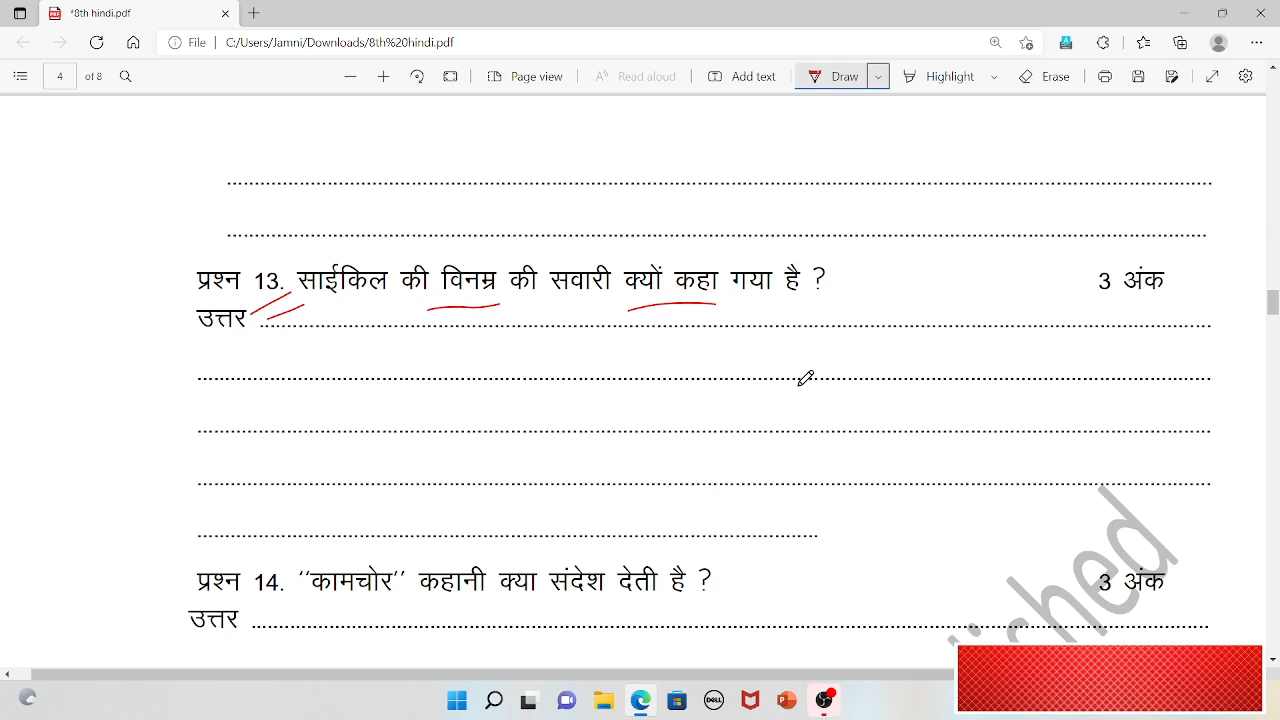 *8th hindi.pdf
File C:/Users/Jamni/Downloads/8th%20hindi.pdf
4 of 8 Page view Read aloud Add text Draw Highlight Erase
प्रश्न 13. साईकिल की विनम्र की सवारी क्यों कहा गया है ? 3 अंक
उत्तर
प्रश्न 14. ‘‘कामचोर’’ कहानी क्या संदेश देती है ? 3 अंक
उत्तर
DELL